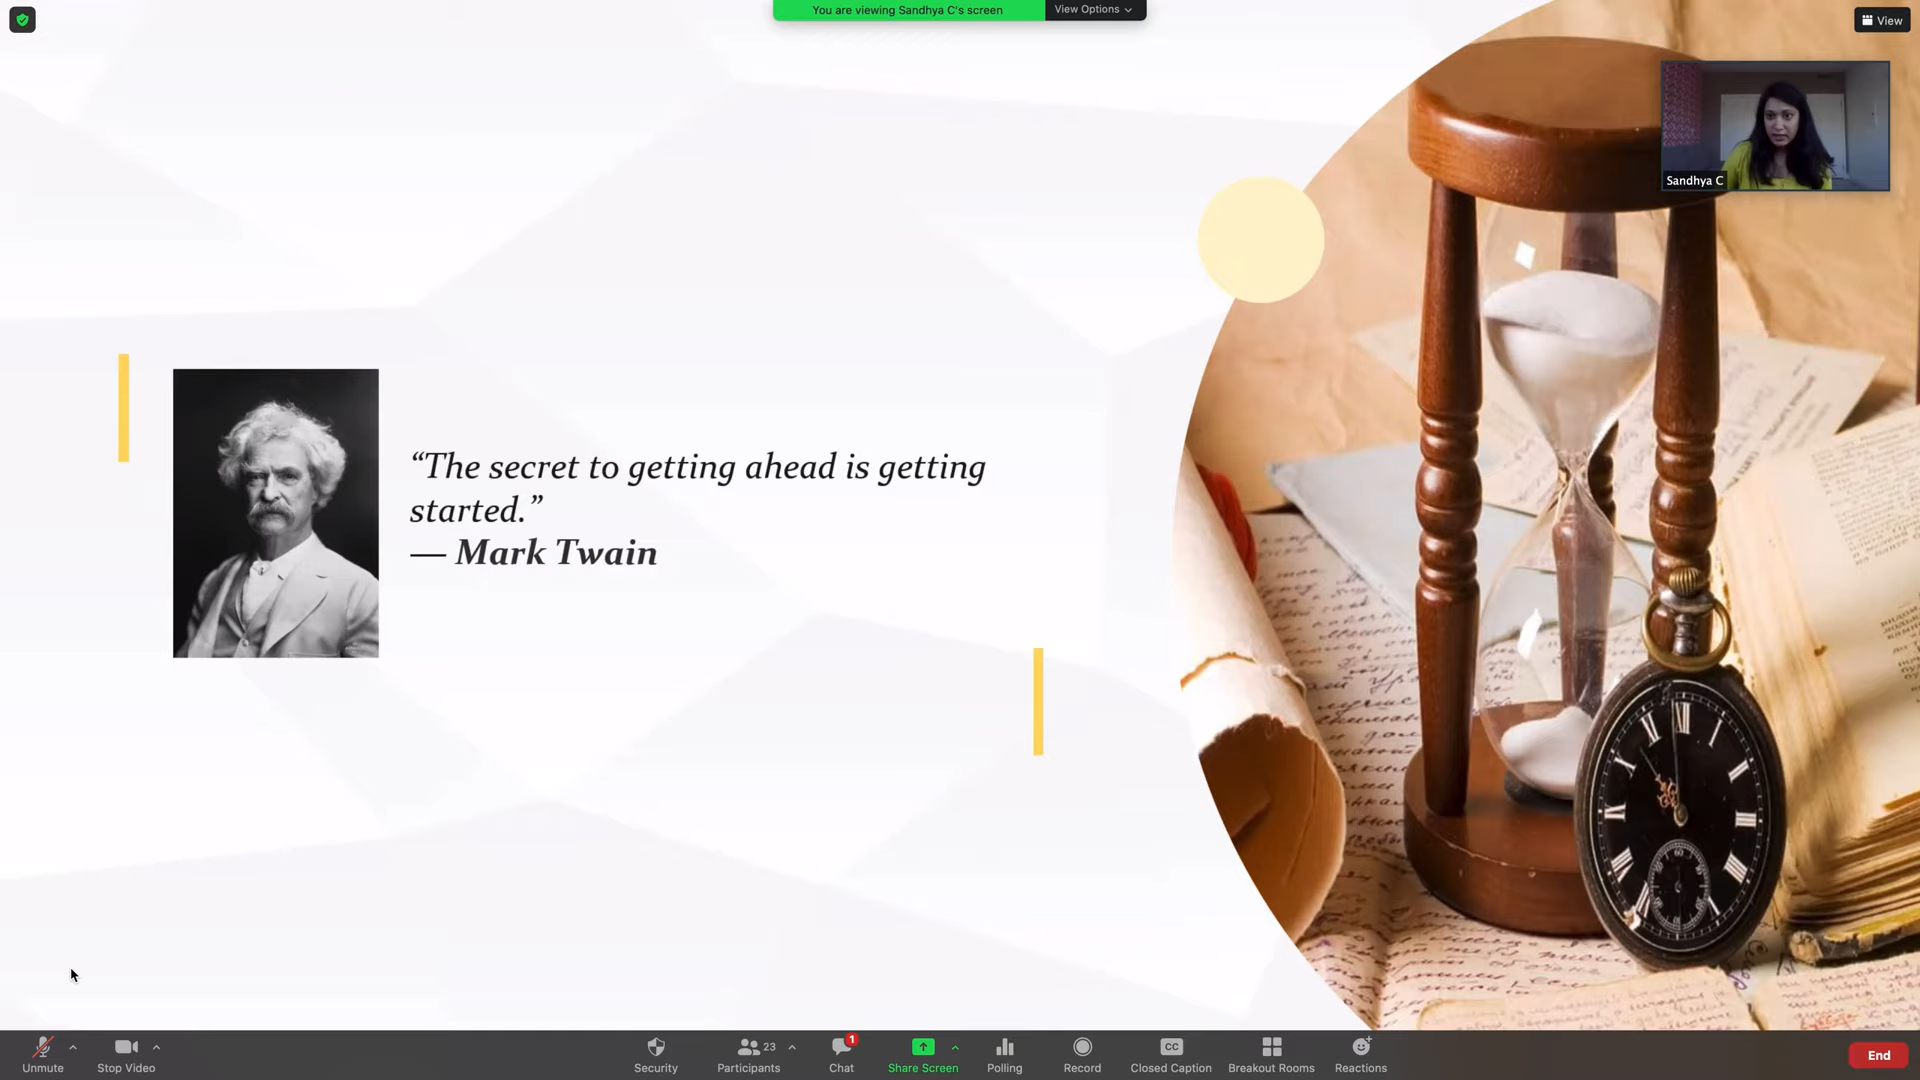 You are viewing Sandhya C's screen
View Options
View
Sandhya C
“The secret to getting ahead is getting
started.”
— Mark Twain
Unmute
Stop Video
Security
Participants
23
Chat
1
Share Screen
Polling
Record
CC
Closed Caption
Breakout Rooms
Reactions
End